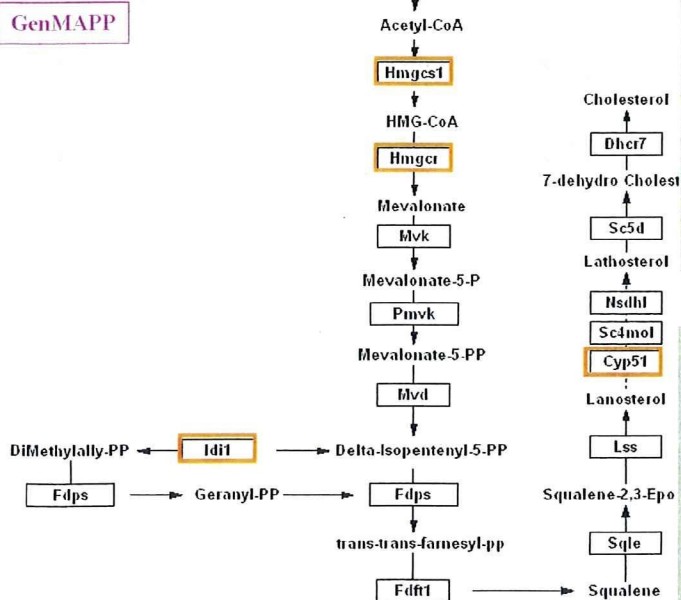 GenMAPP
Acetyl-CoA
Hmgcs1
HMG-CoA
Hmgcr
Mevalonate
Mvk
Mevalonate-5-P
Pmvk
Mevalonate-5-PP
Mvd
DiMethylally-PP
Idi1
Delta-Isopentenyl-5-PP
Fdps
Geranyl-PP
Fdps
trans-trans-farnesyl-pp
Fdft1
Cholesterol
Dhcr7
7-dehydro Cholest
Sc5d
Lathosterol
Nsdhl
Sc4mol
Cyp51
Lanosterol
Lss
Squalene-2,3-Epo
Sqle
Squalene